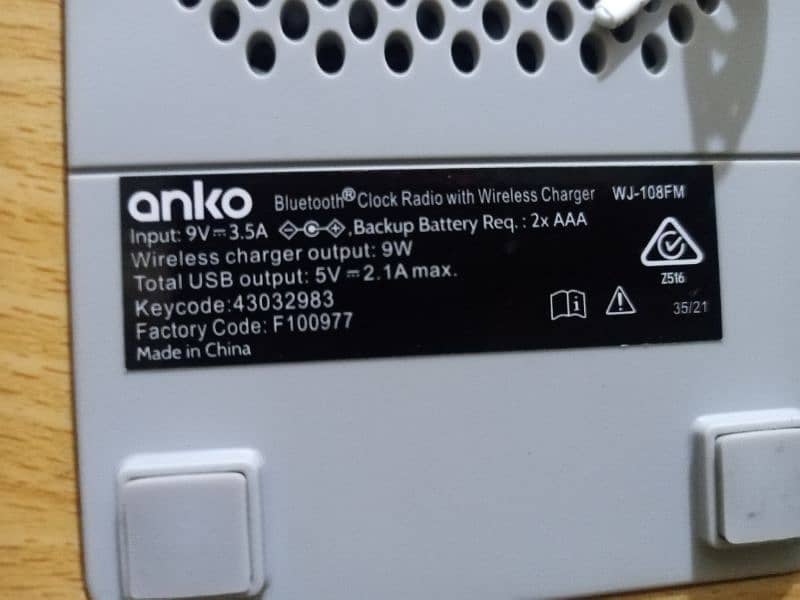 anko Bluetooth® Clock Radio with Wireless Charger WJ-108FM
Input: 9V⎓3.5A ,Backup Battery Req. : 2x AAA
Wireless charger output: 9W
Total USB output: 5V⎓2.1A max.
Keycode:43032983
Factory Code: F100977
Made in China
Z516
35/21